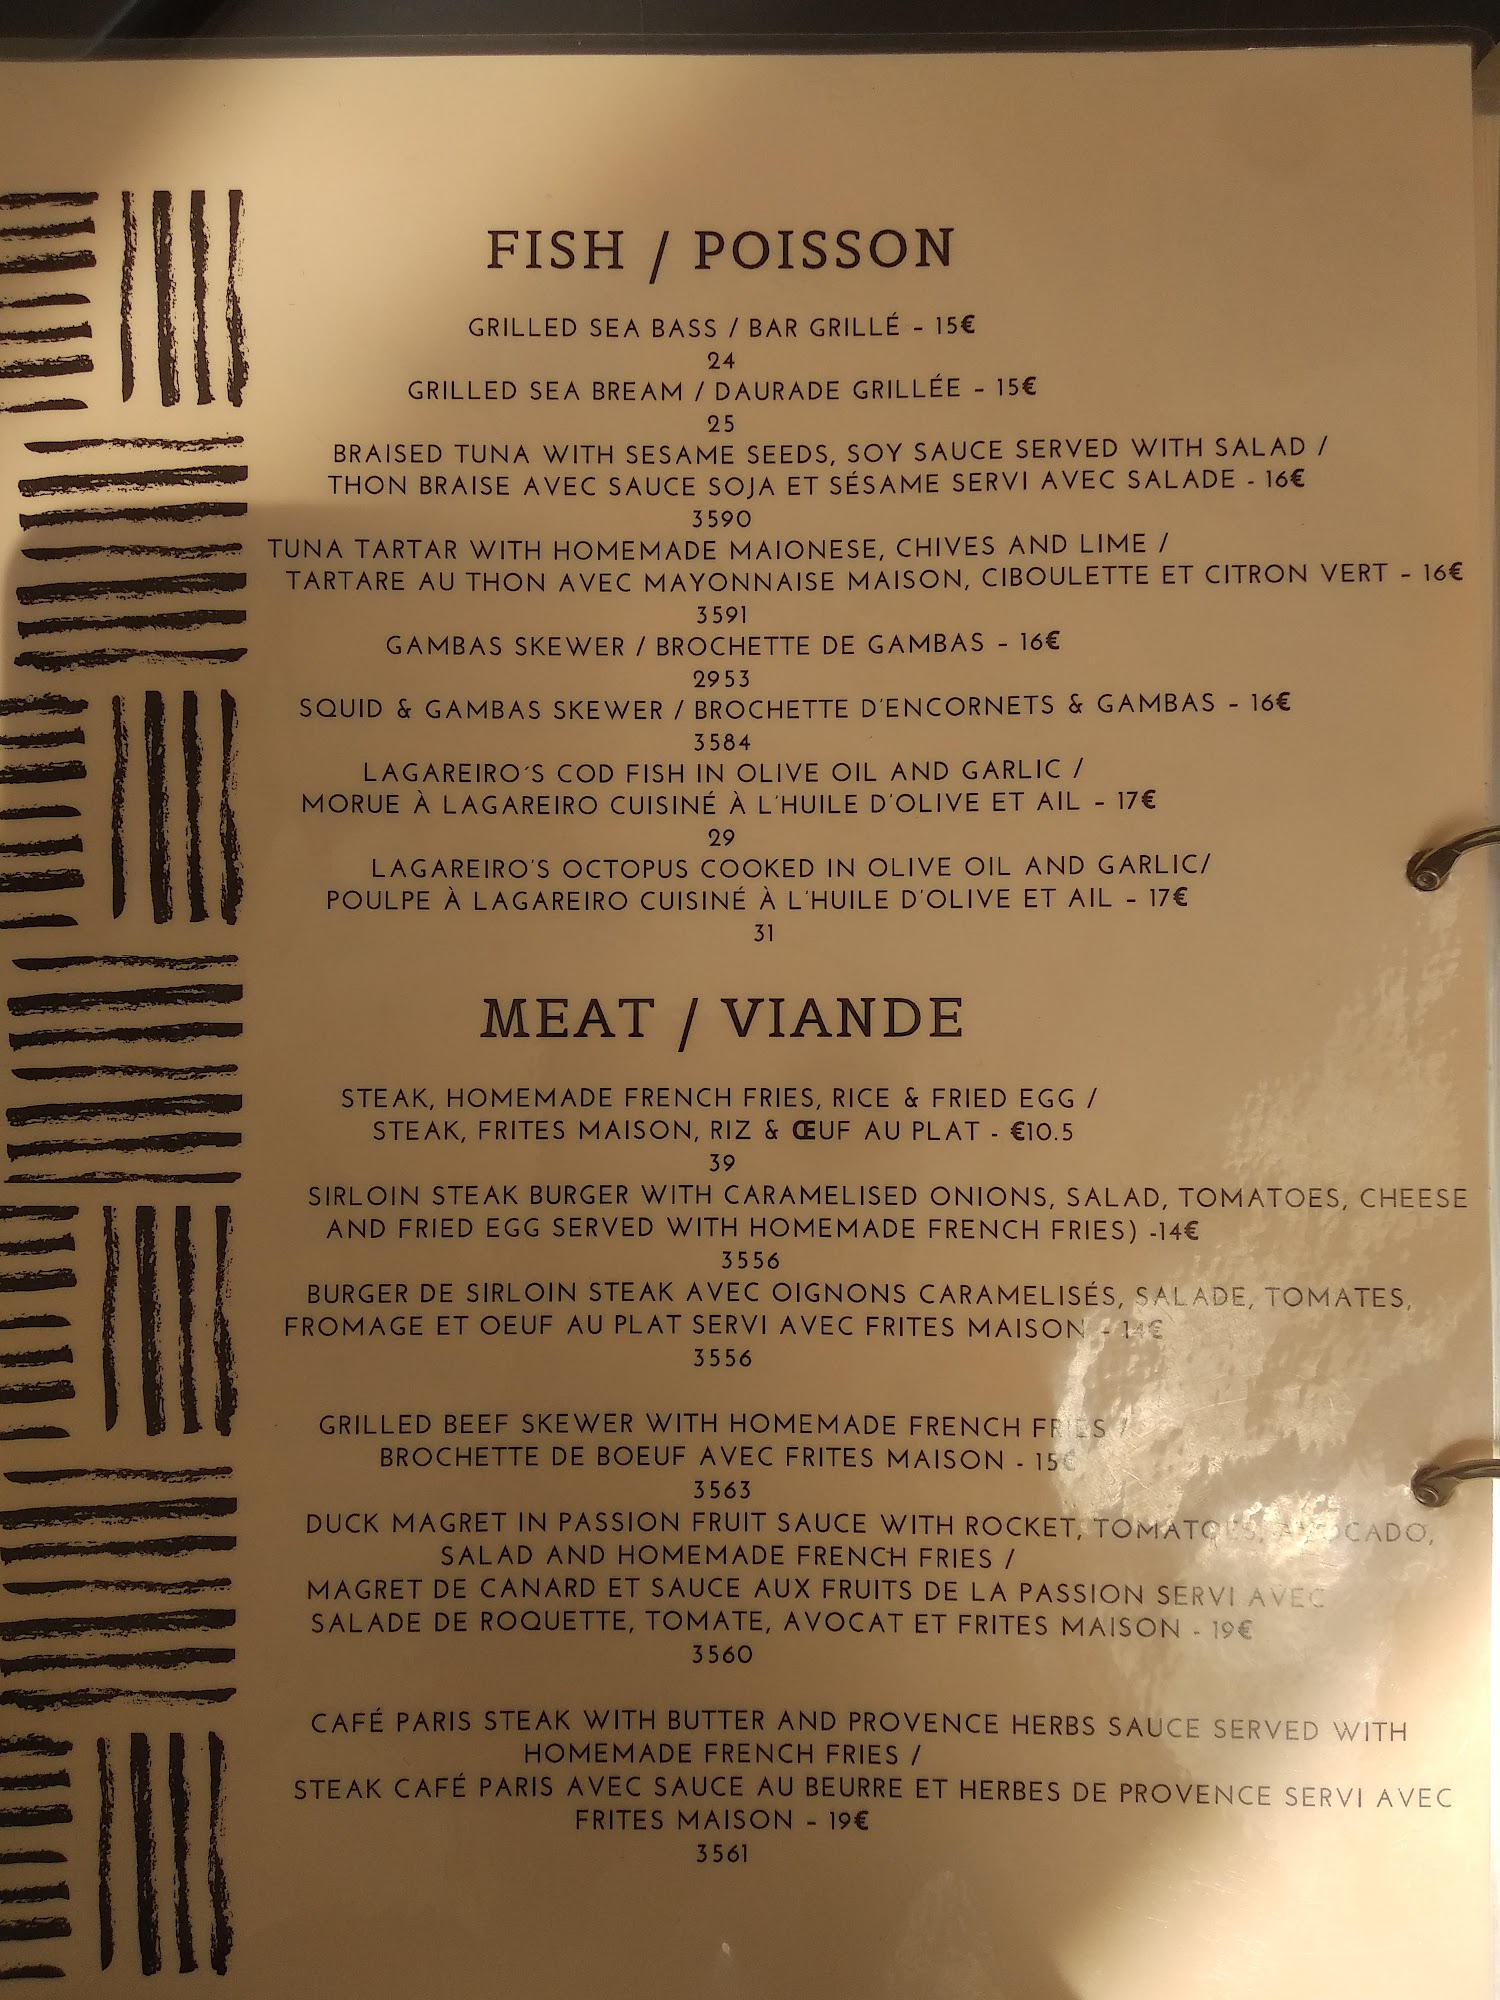 FISH / POISSON
GRILLED SEA BASS / BAR GRILLÉ - 15€
24
GRILLED SEA BREAM / DAURADE GRILLÉE - 15€
25
BRAISED TUNA WITH SESAME SEEDS, SOY SAUCE SERVED WITH SALAD /
THON BRAISE AVEC SAUCE SOJA ET SÉSAME SERVI AVEC SALADE - 16€
3590
TUNA TARTAR WITH HOMEMADE MAIONESE, CHIVES AND LIME /
TARTARE AU THON AVEC MAYONNAISE MAISON, CIBOULETTE ET CITRON VERT - 16€
3591
GAMBAS SKEWER / BROCHETTE DE GAMBAS - 16€
2953
SQUID & GAMBAS SKEWER / BROCHETTE D'ENCORNETS & GAMBAS - 16€
3584
LAGAREIRO´S COD FISH IN OLIVE OIL AND GARLIC /
MORUE À LAGAREIRO CUISINÉ À L'HUILE D'OLIVE ET AIL - 17€
29
LAGAREIRO'S OCTOPUS COOKED IN OLIVE OIL AND GARLIC/
POULPE À LAGAREIRO CUISINÉ À L'HUILE D'OLIVE ET AIL - 17€
31
MEAT / VIANDE
STEAK, HOMEMADE FRENCH FRIES, RICE & FRIED EGG /
STEAK, FRITES MAISON, RIZ & ŒUF AU PLAT - €10.5
39
SIRLOIN STEAK BURGER WITH CARAMELISED ONIONS, SALAD, TOMATOES, CHEESE
AND FRIED EGG SERVED WITH HOMEMADE FRENCH FRIES) -14€
3556
BURGER DE SIRLOIN STEAK AVEC OIGNONS CARAMELISÉS, SALADE, TOMATES,
FROMAGE ET OEUF AU PLAT SERVI AVEC FRITES MAISON - 14€
3556
GRILLED BEEF SKEWER WITH HOMEMADE FRENCH FRIES /
BROCHETTE DE BOEUF AVEC FRITES MAISON - 15€
3563
DUCK MAGRET IN PASSION FRUIT SAUCE WITH ROCKET, TOMATOES, AVOCADO,
SALAD AND HOMEMADE FRENCH FRIES /
MAGRET DE CANARD ET SAUCE AUX FRUITS DE LA PASSION SERVI AVEC
SALADE DE ROQUETTE, TOMATE, AVOCAT ET FRITES MAISON - 19€
3560
CAFÉ PARIS STEAK WITH BUTTER AND PROVENCE HERBS SAUCE SERVED WITH
HOMEMADE FRENCH FRIES /
STEAK CAFÉ PARIS AVEC SAUCE AU BEURRE ET HERBES DE PROVENCE SERVI AVEC
FRITES MAISON - 19€
3561